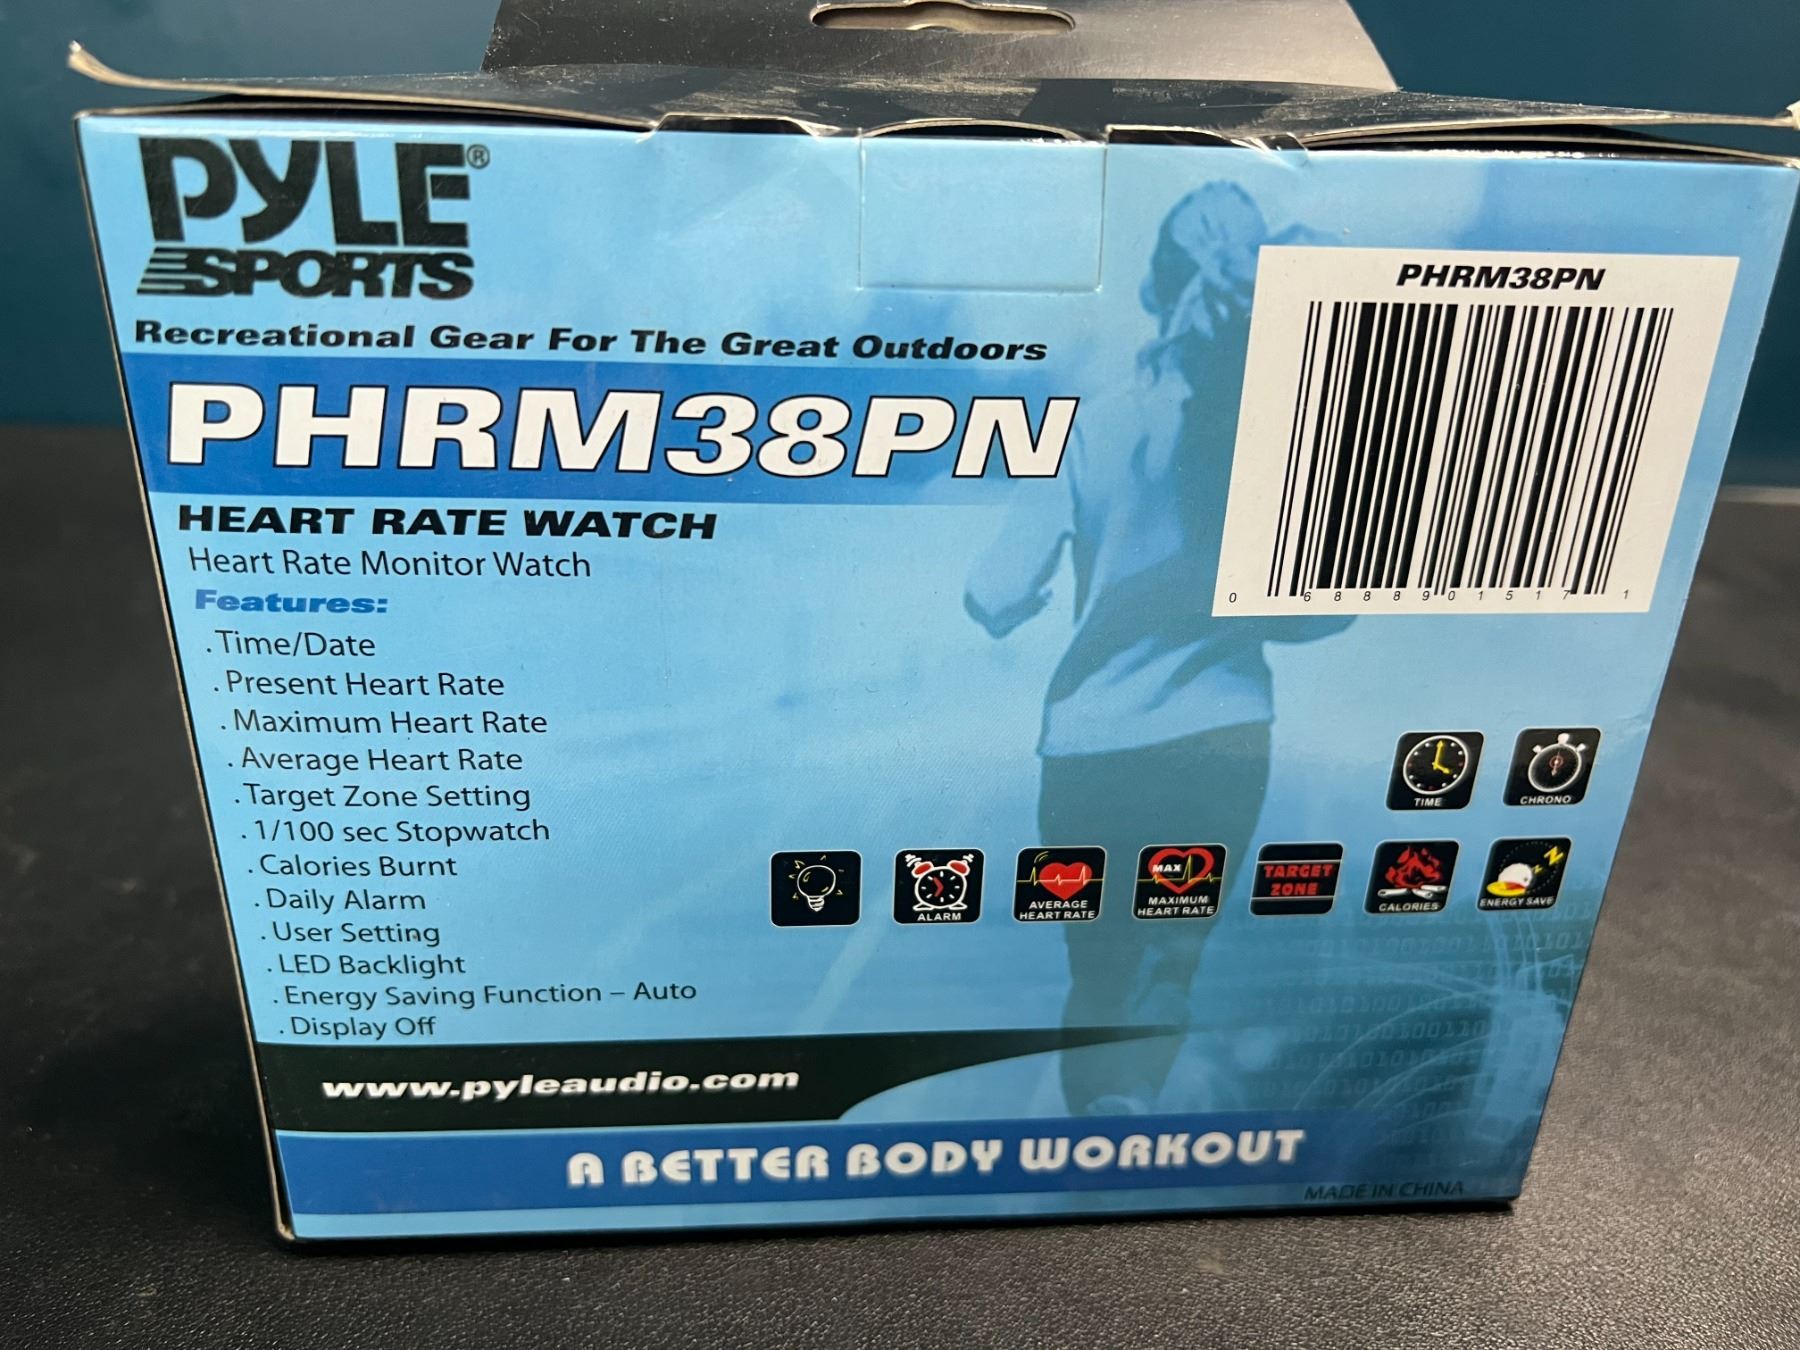 PYLE®
SPORTS
Recreational Gear For The Great Outdoors
PHRM38PN
HEART RATE WATCH
Heart Rate Monitor Watch
Features:
. Time/Date
. Present Heart Rate
. Maximum Heart Rate
. Average Heart Rate
. Target Zone Setting
. 1/100 sec Stopwatch
. Calories Burnt
. Daily Alarm
. User Setting
. LED Backlight
. Energy Saving Function – Auto
. Display Off
www.pyleaudio.com
A BETTER BODY WORKOUT
MADE IN CHINA
PHRM38PN
0 68889 01517 1
TIME
CHRONO
ALARM
AVERAGE
HEART RATE
MAX
MAXIMUM
HEART RATE
TARGET
ZONE
CALORIES
ENERGY SAVE